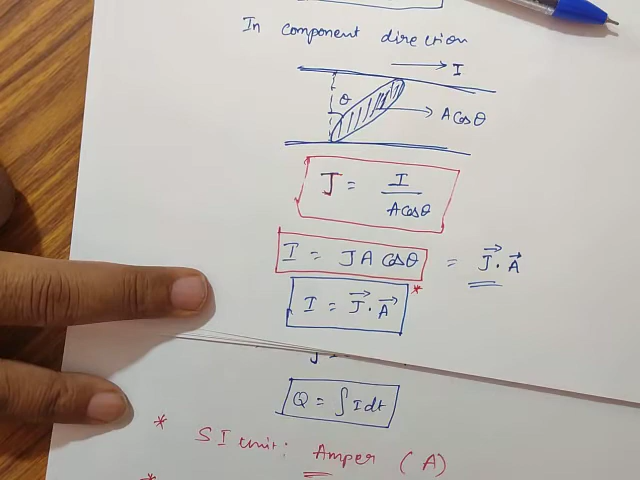 In component direction
→ I
θ
A Cos θ
J = I / A cos θ
I = J A cos θ = J⃗ . A⃗
*
I = J⃗ . A⃗
Q = ∫ I dt
* SI unit: Amper (A)
*